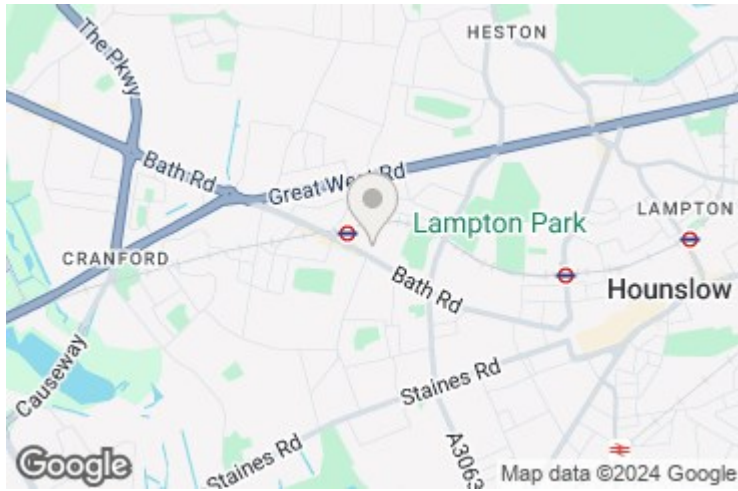 HESTON
The Pkwy
Bath Rd
Great West Rd
Lampton Park
LAMPTON
CRANFORD
Bath Rd
Hounslow
Causeway
Staines Rd
Staines Rd
A3063
Google
Map data ©2024 Google